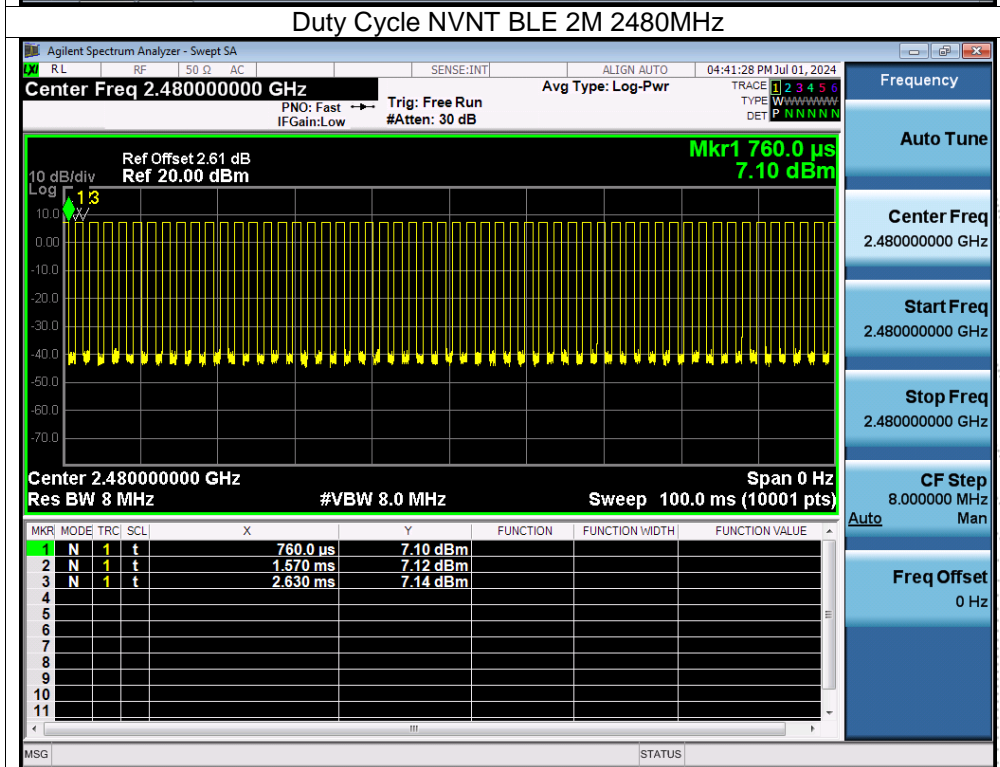 Duty Cycle NVNT BLE 2M 2480MHz
Agilent Spectrum Analyzer - Swept SA
LXI RL RF 50 Ω AC SENSE:INT ALIGN AUTO 04:41:28 PM Jul 01, 2024
Center Freq 2.480000000 GHz
PNO: Fast
IFGain:Low
Trig: Free Run
#Atten: 30 dB
Avg Type: Log-Pwr
TRACE 1 2 3 4 5 6
TYPE WWWWWW
DET P N N N N N
Mkr1 760.0 µs
7.10 dBm
Ref Offset 2.61 dB
Ref 20.00 dBm
10 dB/div
Log
1 3
10.0
0.00
-10.0
-20.0
-30.0
-40.0
-50.0
-60.0
-70.0
Center 2.480000000 GHz Span 0 Hz
Res BW 8 MHz #VBW 8.0 MHz Sweep 100.0 ms (10001 pts)
MKR MODE TRC SCL X Y FUNCTION FUNCTION WIDTH FUNCTION VALUE
1 N 1 t 760.0 µs 7.10 dBm
2 N 1 t 1.570 ms 7.12 dBm
3 N 1 t 2.630 ms 7.14 dBm
4
5
6
7
8
9
10
11
MSG STATUS
Frequency
Auto Tune
Center Freq
2.480000000 GHz
Start Freq
2.480000000 GHz
Stop Freq
2.480000000 GHz
CF Step
8.000000 MHz
Auto Man
Freq Offset
0 Hz